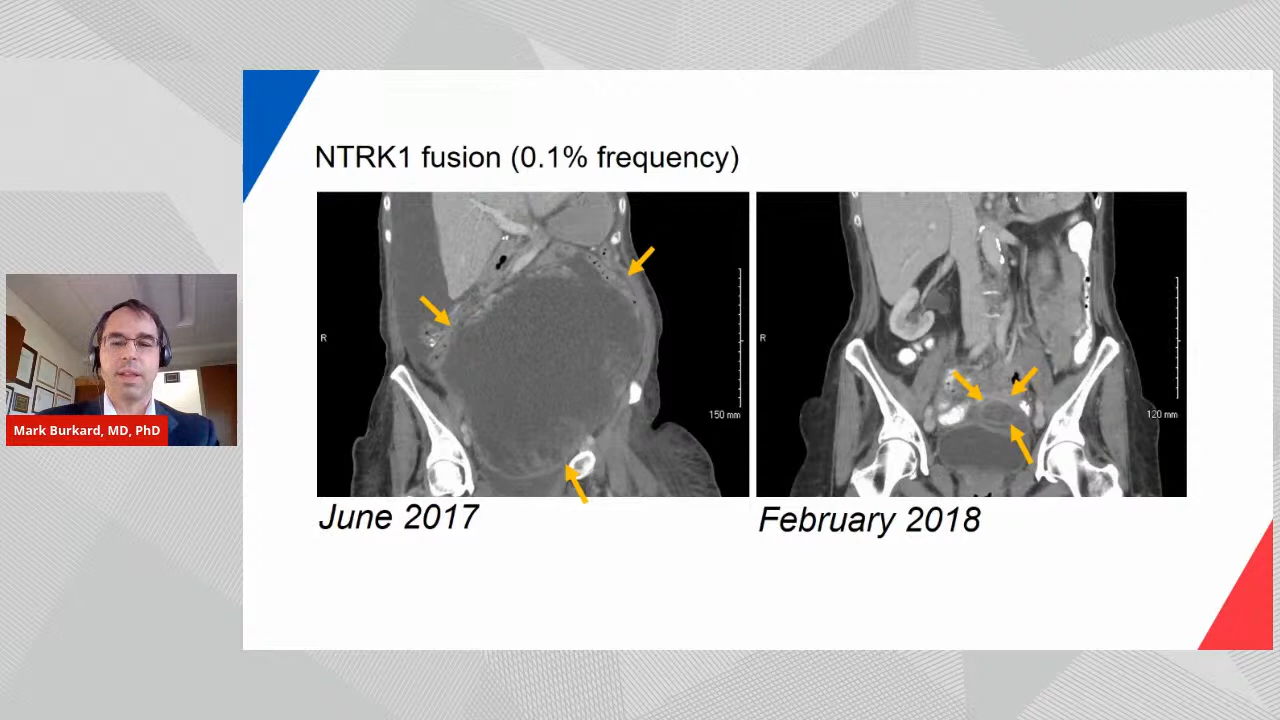 NTRK1 fusion (0.1% frequency)
R
150 mm
R
120 mm
June 2017
February 2018
Mark Burkard, MD, PhD